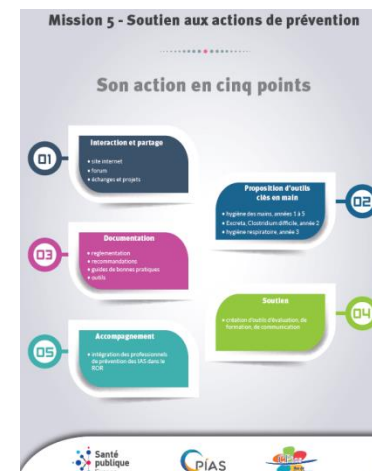 Mission 5 - Soutien aux actions de prévention
Son action en cinq points
01
Interaction et partage
• site internet
• forum
• échanges et projets
Proposition d'outils
clés en main
• hygiène des mains, années 1 à 5
• Excreta, Clostridium difficile, année 2
• hygiène respiratoire, année 3
02
03
Documentation
• reglementation
• recommandations
• guides de bonnes pratiques
• outils
Soutien
• création d'outils d'évaluation, de
formation, de communication
04
05
Accompagnement
• intégration des professionnels
de prévention des IAS dans le
Santé
publique
CPIAS